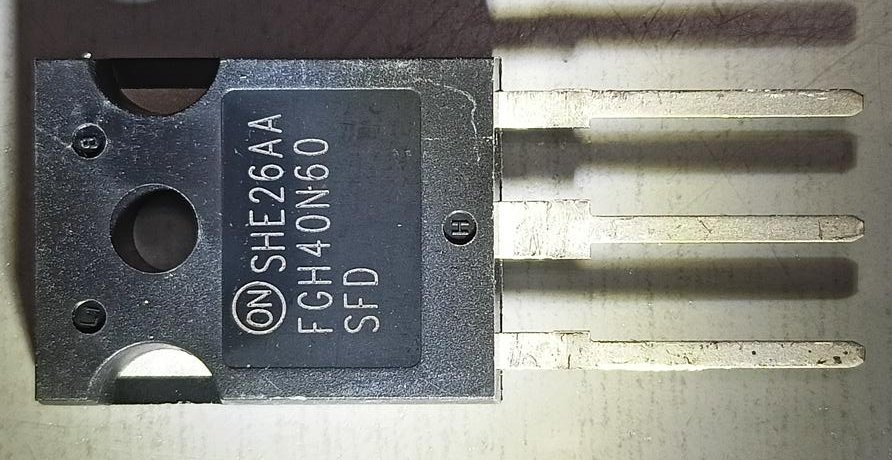 ON SHE26AA
FGH40N60
SFD
B
H